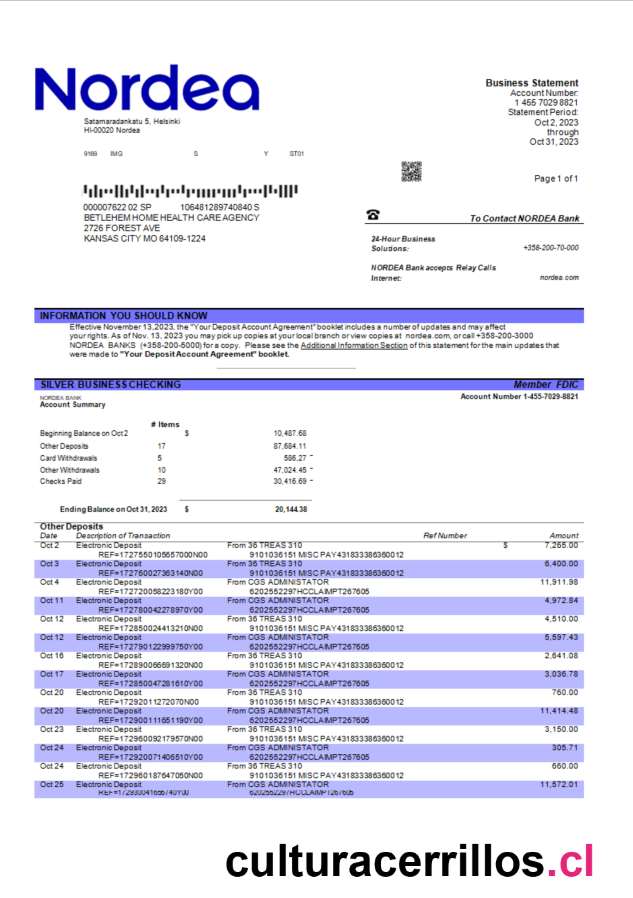 Nordea
Satamaradankatu 5, Helsinki
HI-00020 Nordea
9166 IMG S Y ST01
Business Statement
Account Number:
1 455 7029 8821
Statement Period:
Oct 2, 2023
through
Oct 31, 2023
Page 1 of 1
000007622 02 SP 106481289740840 S
BETLEHEM HOME HEALTH CARE AGENCY
2726 FOREST AVE
KANSAS CITY MO 64109-1224
To Contact NORDEA Bank
24-Hour Business
Solutions: +358-200-70-000
NORDEA Bank accepts Relay Calls
Internet: nordea.com
INFORMATION YOU SHOULD KNOW
Effective November 13,2023, the "Your Deposit Account Agreement" booklet includes a number of updates and may affect
your rights. As of Nov. 13, 2023 you may pick up copies at your local branch or view copies at nordea.com, or call +358-200-3000
NORDEA BANKS (+358-200-5000) for a copy. Please see the Additional Information Section of this statement for the main updates that
were made to "Your Deposit Account Agreement" booklet.
SILVER BUSINESS CHECKING Member FDIC
NORDEA BANK Account Number 1-455-7029-8821
Account Summary
# Items
Beginning Balance on Oct 2 $ 10,487.68
Other Deposits 17 87,684.11
Card Withdrawals 5 586.27 -
Other Withdrawals 10 47,024.45 -
Checks Paid 29 30,416.69 -
Ending Balance on Oct 31, 2023 $ 20,144.38
Other Deposits
Date Description of Transaction Ref Number Amount
Oct 2 Electronic Deposit From 36 TREAS 310 $ 7,265.00
REF=1727550105657000N00 9101036151 MISC PAY431833386360012
Oct 3 Electronic Deposit From 36 TREAS 310 6,400.00
REF=172760027363140N00 9101036151 MISC PAY431833386360012
Oct 4 Electronic Deposit From CGS ADMINISTATOR 11,911.98
REF=172720058223180Y00 6202552297HCCLAIMPT267605
Oct 11 Electronic Deposit From CGS ADMINISTRATOR 4,972.84
REF=172780042278970Y00 6202552297HCCLAIMPT267605
Oct 12 Electronic Deposit From 36 TREAS 310 4,510.00
REF=172850024413210N00 9101036151 MISC PAY431833386360012
Oct 12 Electronic Deposit From CGS ADMINISTRATOR 5,597.43
REF=172790122999750Y00 6202552297HCCLAIMPT267605
Oct 16 Electronic Deposit From 36 TREAS 310 2,641.08
REF=172890066691320N00 9101036151 MISC PAY431833386360012
Oct 17 Electronic Deposit From CGS ADMINISTRATOR 3,036.78
REF=172850047281610Y00 6202552297HCCLAIMPT267605
Oct 20 Electronic Deposit From 36 TREAS 310 760.00
REF=17292011272070N00 9101036151 MISC PAY431833386360012
Oct 20 Electronic Deposit From CGS ADMINISTRATOR 11,414.48
REF=172900111651190Y00 6202552297HCCLAIMPT267605
Oct 23 Electronic Deposit From 36 TREAS 310 3,150.00
REF=172960092179570N00 9101036151 MISC PAY431833386360012
Oct 24 Electronic Deposit From CGS ADMINISTRATOR 305.71
REF=172920071406510Y00 6202552297HCCLAIMPT267605
Oct 24 Electronic Deposit From 36 TREAS 310 660.00
REF=172960187647050N00 9101036151 MISC PAY431833386360012
Oct 25 Electronic Deposit From CGS ADMINISTRATOR 11,572.01
REF=172930041656740Y00 6202552297HCCLAIMPT267605
culturacerrillos.cl